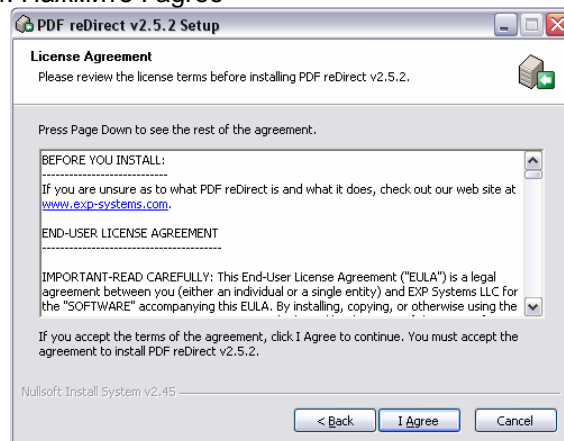 Нажмите I agree
PDF reDirect v2.5.2 Setup
License Agreement
Please review the license terms before installing PDF reDirect v2.5.2.
Press Page Down to see the rest of the agreement.
BEFORE YOU INSTALL:
----------------------------
If you are unsure as to what PDF reDirect is and what it does, check out our web site at
www.exp-systems.com.
END-USER LICENSE AGREEMENT
----------------------------------------
IMPORTANT-READ CAREFULLY: This End-User License Agreement ("EULA") is a legal
agreement between you (either an individual or a single entity) and EXP Systems LLC for
the "SOFTWARE" accompanying this EULA. By installing, copying, or otherwise using the
If you accept the terms of the agreement, click I Agree to continue. You must accept the
agreement to install PDF reDirect v2.5.2.
Nullsoft Install System v2.45
< Back I Agree Cancel